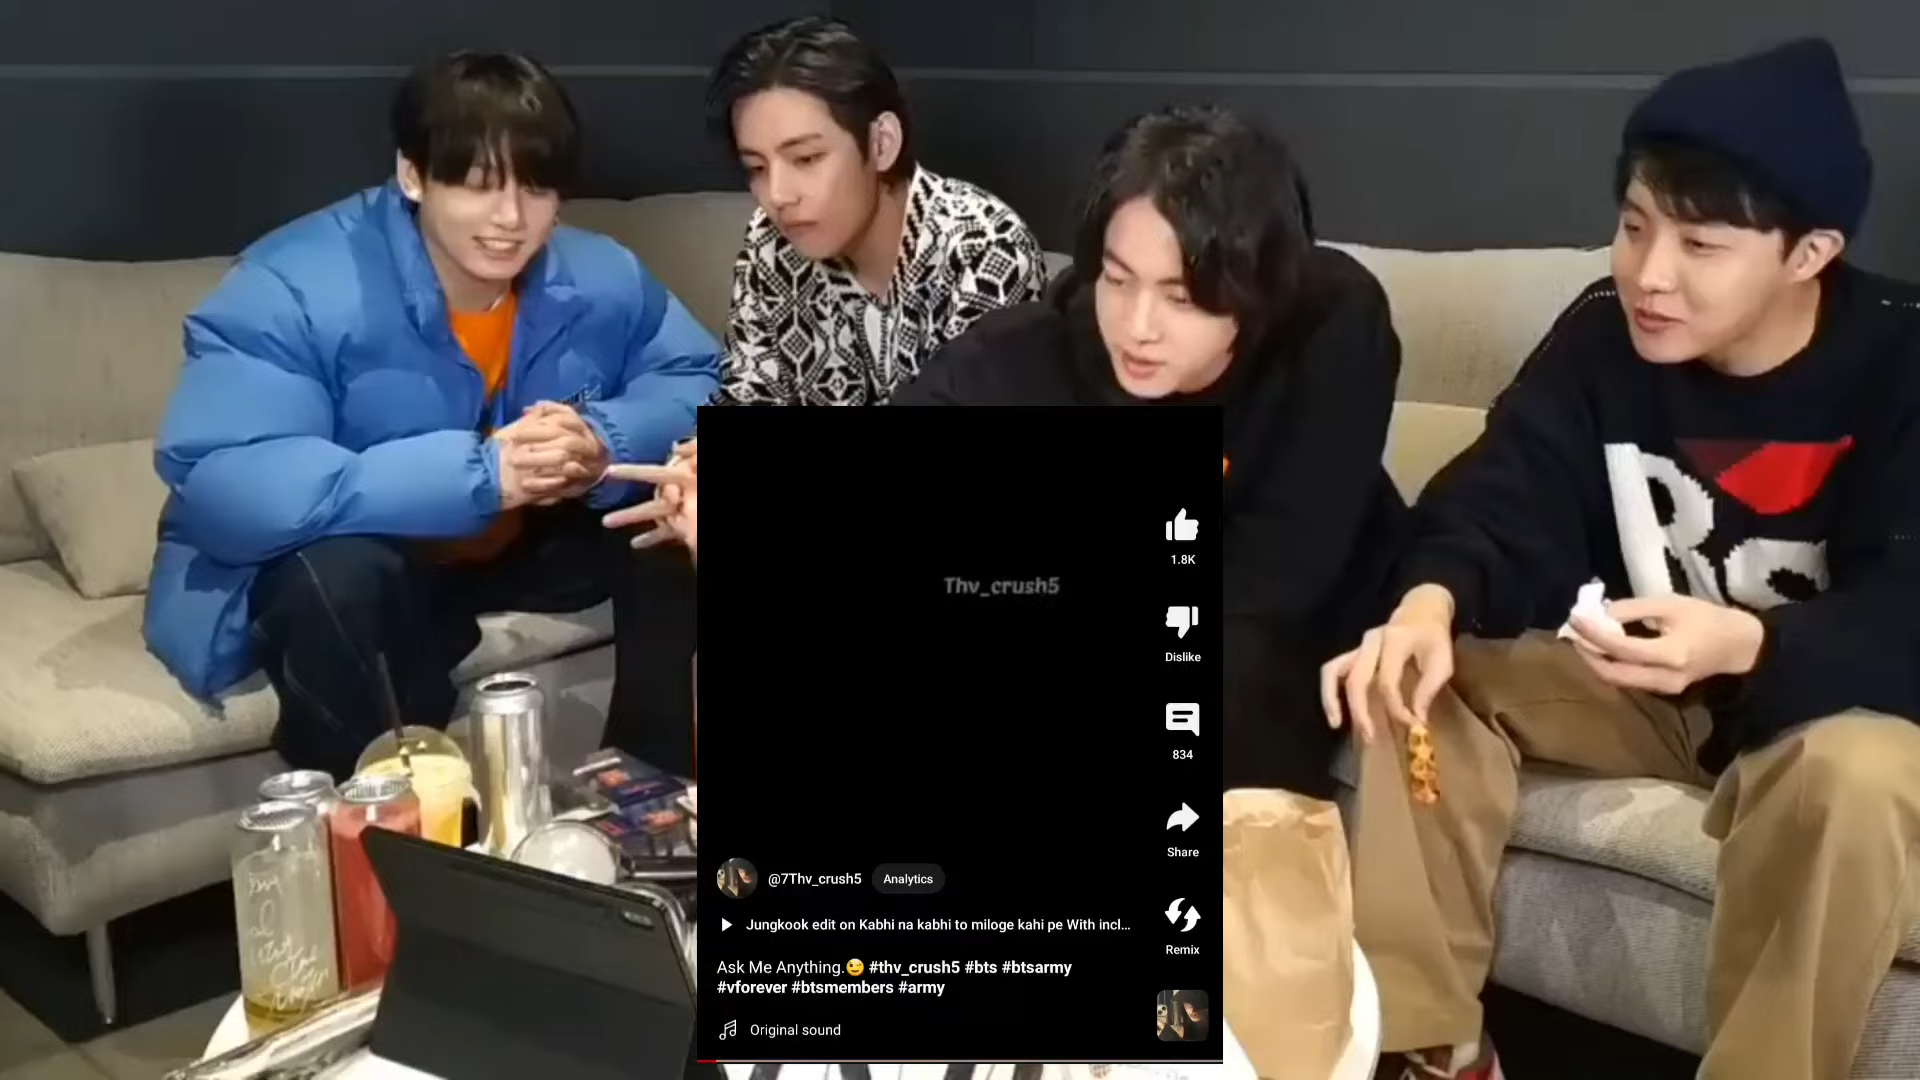 Thv_crush5
1.8K
Dislike
834
Share
@7Thv_crush5
Analytics
Jungkook edit on Kabhi na kabhi to miloge kahi pe With incl...
Remix
Ask Me Anything.😉 #thv_crush5 #bts #btsarmy
#vforever #btsmembers #army
Original sound